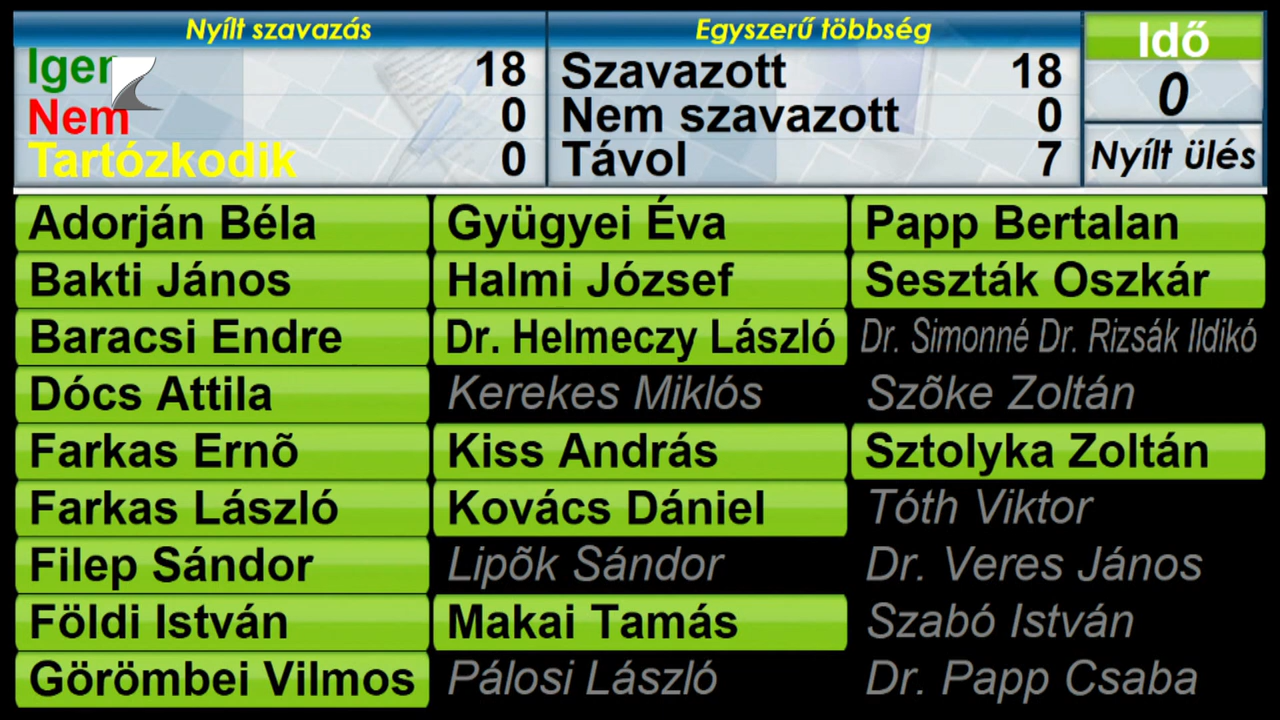 Nyílt szavazás
Igen 18
Nem 0
Tartózkodik 0
Egyszerű többség
Szavazott 18
Nem szavazott 0
Távol 7
Idő
0
Nyílt ülés
Adorján Béla
Bakti János
Baracsi Endre
Dócs Attila
Farkas Ernõ
Farkas László
Filep Sándor
Földi István
Görömbei Vilmos
Gyügyei Éva
Halmi József
Dr. Helmeczy László
Kerekes Miklós
Kiss András
Kovács Dániel
Lipõk Sándor
Makai Tamás
Pálosi László
Papp Bertalan
Seszták Oszkár
Dr. Simonné Dr. Rizsák Ildikó
Szõke Zoltán
Sztolyka Zoltán
Tóth Viktor
Dr. Veres János
Szabó István
Dr. Papp Csaba